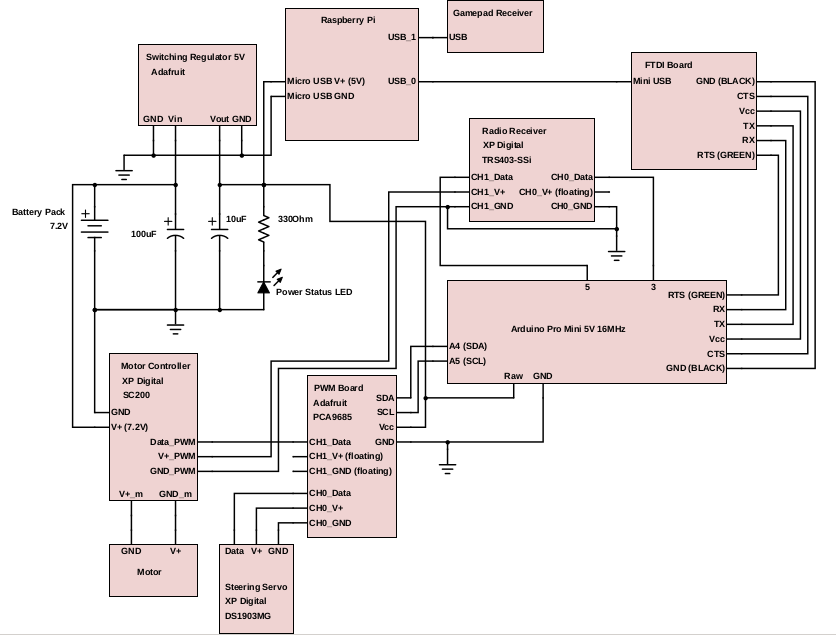 Raspberry Pi
USB_1
Micro USB V+ (5V)
USB_0
Micro USB GND
Gamepad Receiver
USB
Switching Regulator 5V
Adafruit
GND Vin Vout GND
FTDI Board
Mini USB
GND (BLACK)
CTS
Vcc
TX
RX
RTS (GREEN)
Radio Receiver
XP Digital
TRS403-SSi
CH1_Data CH0_Data
CH1_V+ CH0_V+ (floating)
CH1_GND CH0_GND
Battery Pack
7.2V
+
+
100uF
+
10uF
330Ohm
Power Status LED
5 3
RTS (GREEN)
RX
TX
Vcc
CTS
GND (BLACK)
Arduino Pro Mini 5V 16MHz
A4 (SDA)
A5 (SCL)
Raw GND
Motor Controller
XP Digital
SC200
GND
V+ (7.2V)
Data_PWM
V+_PWM
GND_PWM
V+_m GND_m
PWM Board
Adafruit
PCA9685
SDA
SCL
Vcc
GND
CH1_Data
CH1_V+ (floating)
CH1_GND (floating)
CH0_Data
CH0_V+
CH0_GND
GND V+
Motor
Data V+ GND
Steering Servo
XP Digital
DS1903MG